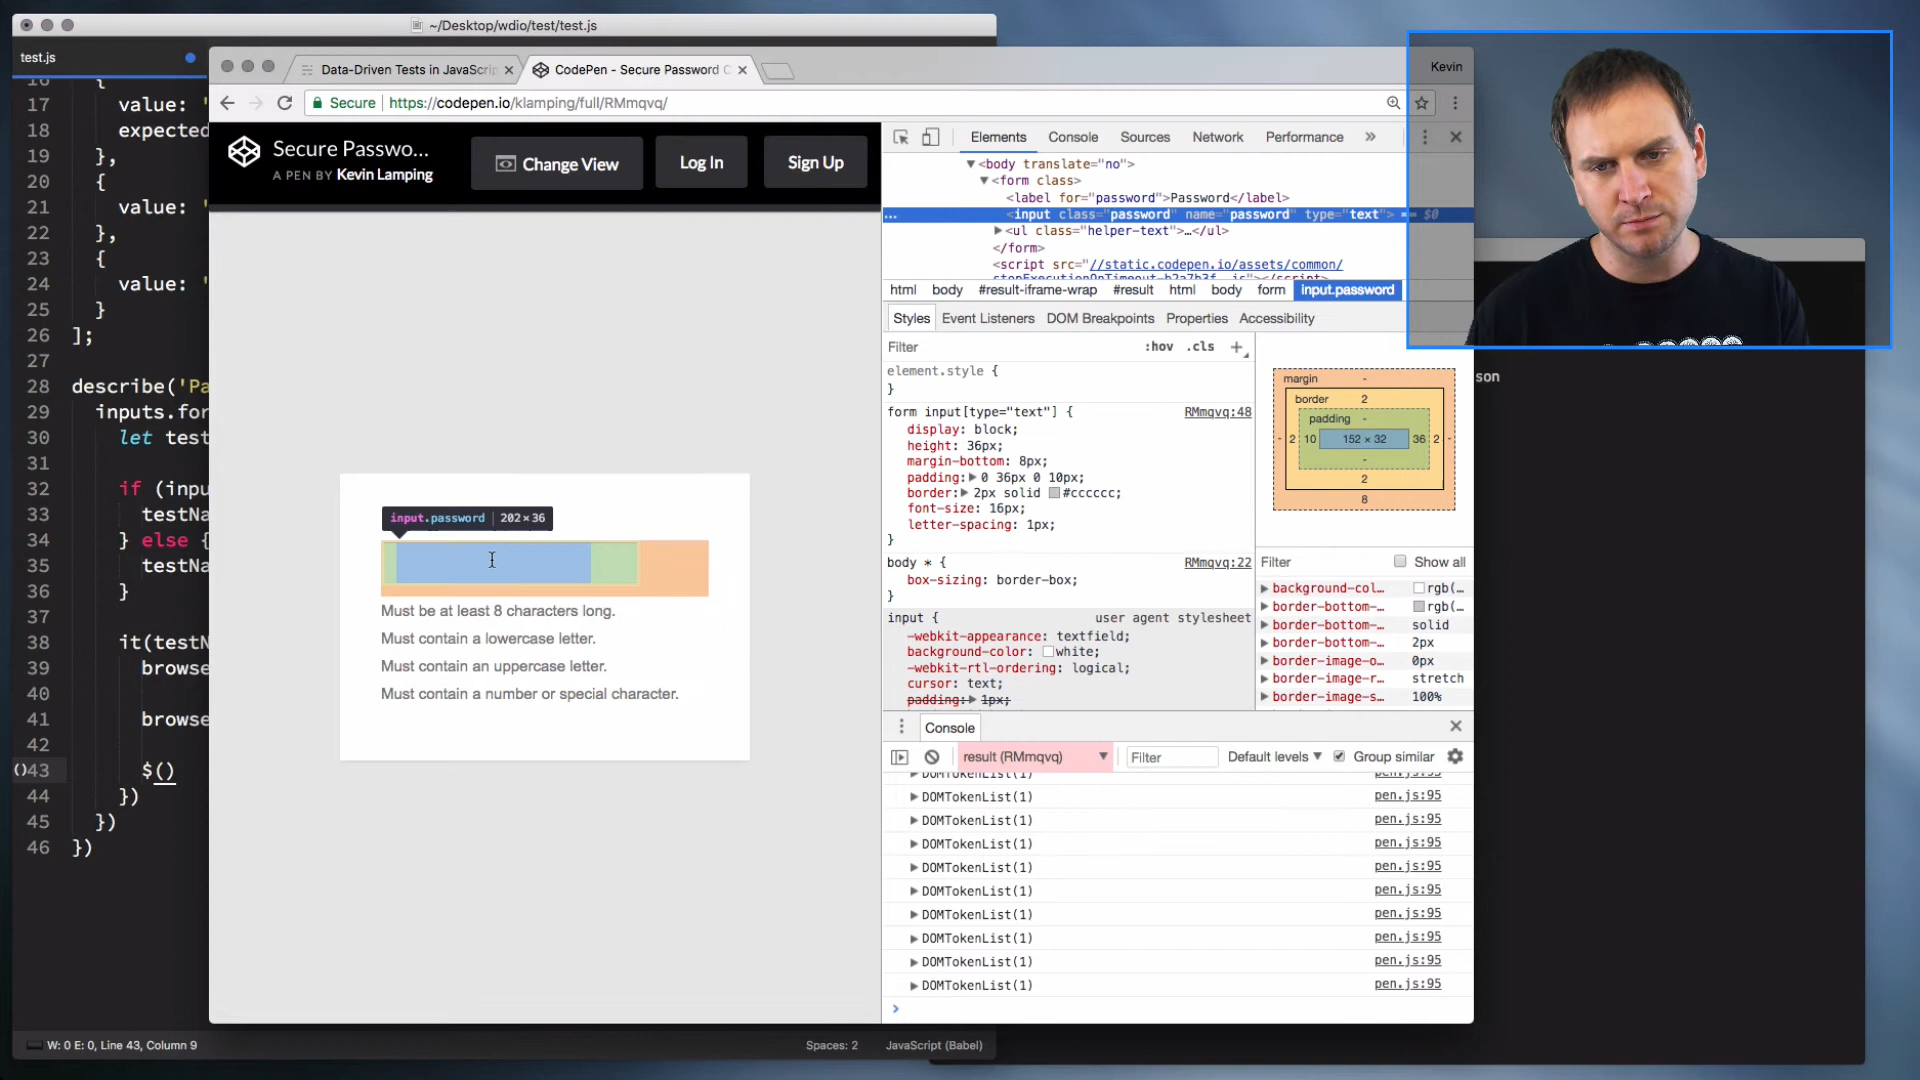 ~/Desktop/wdio/test/test.js
test.js
17 value: '
18 expected
19 },
20 {
21 value: '
22 },
23 {
24 value: '
25 }
26 ];
27
28 describe('Pa
29 inputs.for
30 let test
31
32 if (inpu
33 testNa
34 } else {
35 testNa
36 }
37
38 it(testN
39 browse
40
41 browse
42
()43 $()
44 })
45 })
46 })
W: 0 E: 0, Line 43, Column 9
Spaces: 2
JavaScript (Babel)
Data-Driven Tests in JavaScrip
CodePen - Secure Password C
Kevin
Secure
https://codepen.io/klamping/full/RMmqvq/
Secure Passwo...
A PEN BY Kevin Lamping
Change View
Log In
Sign Up
input.password | 202×36
Must be at least 8 characters long.
Must contain a lowercase letter.
Must contain an uppercase letter.
Must contain a number or special character.
Elements Console Sources Network Performance »
<body translate="no">
<form class>
<label for="password">Password</label>
... <input class="password" name="password" type="text"> == $0
<ul class="helper-text">…</ul>
</form>
<script src="//static.codepen.io/assets/common/
html body #result-iframe-wrap #result html body form input.password
Styles Event Listeners DOM Breakpoints Properties Accessibility
Filter :hov .cls +
element.style {
}
form input[type="text"] { RMmqvq:48
display: block;
height: 36px;
margin-bottom: 8px;
padding: 0 36px 0 10px;
border: 2px solid #cccccc;
font-size: 16px;
letter-spacing: 1px;
}
body * { RMmqvq:22
box-sizing: border-box;
}
input { user agent stylesheet
-webkit-appearance: textfield;
background-color: white;
-webkit-rtl-ordering: logical;
cursor: text;
padding: 1px;
margin -
border 2
padding -
- 2 10 152 × 32 36 2 -
-
2
8
Filter Show all
background-col… rgb(…
border-bottom-… rgb(…
border-bottom-… solid
border-bottom-… 2px
border-image-o… 0px
border-image-r… stretch
border-image-s… 100%
Console
result (RMmqvq) Filter Default levels Group similar
DOMTokenList(1) pen.js:95
DOMTokenList(1) pen.js:95
DOMTokenList(1) pen.js:95
DOMTokenList(1) pen.js:95
DOMTokenList(1) pen.js:95
DOMTokenList(1) pen.js:95
DOMTokenList(1) pen.js:95
DOMTokenList(1) pen.js:95
DOMTokenList(1) pen.js:95
DOMTokenList(1) pen.js:95
son